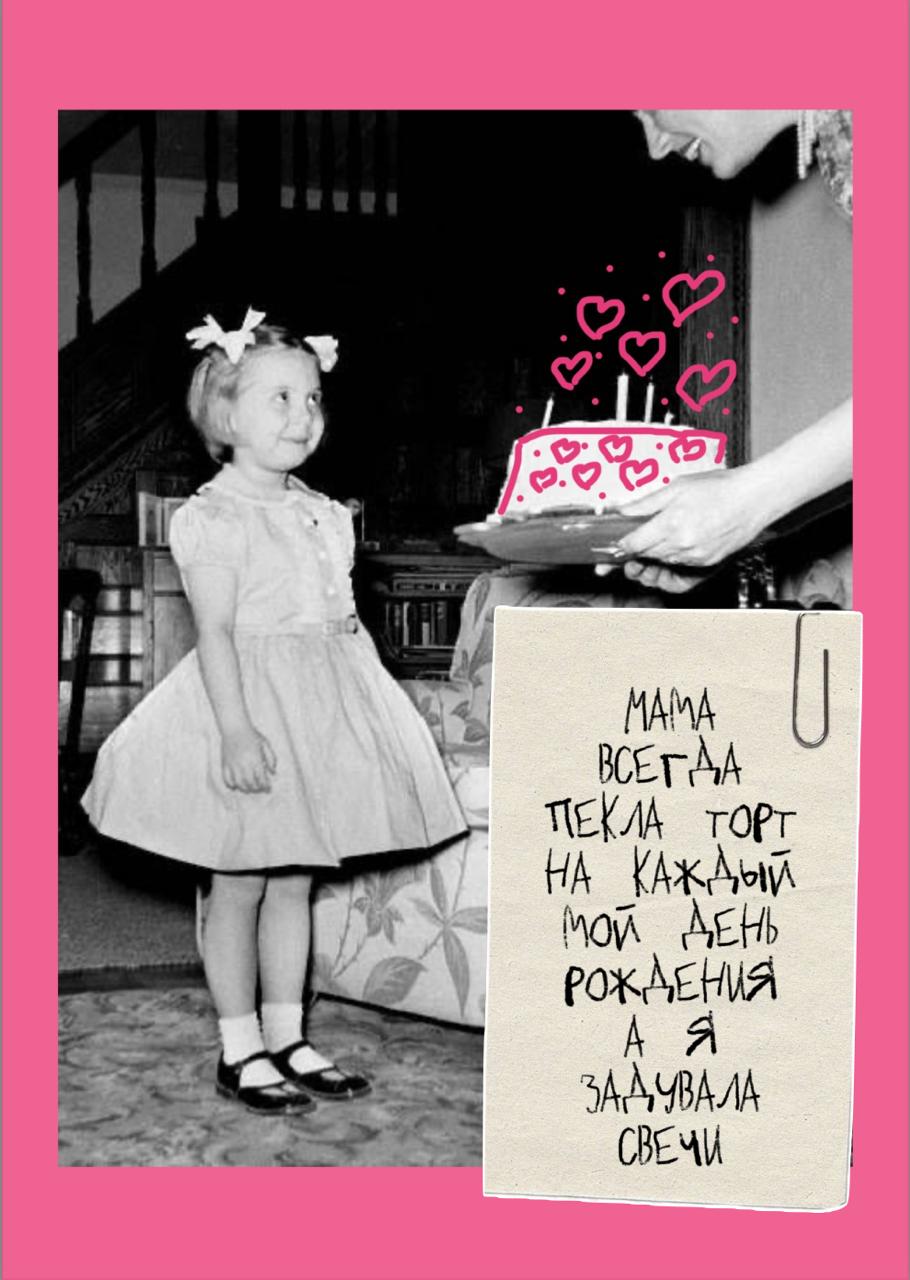 МАМА
ВСЕГДА
ПЕКЛА ТОРТ
НА КАЖДЫЙ
МОЙ ДЕНЬ
РОЖДЕНИЯ
А Я
ЗАДУВАЛА
СВЕЧИ